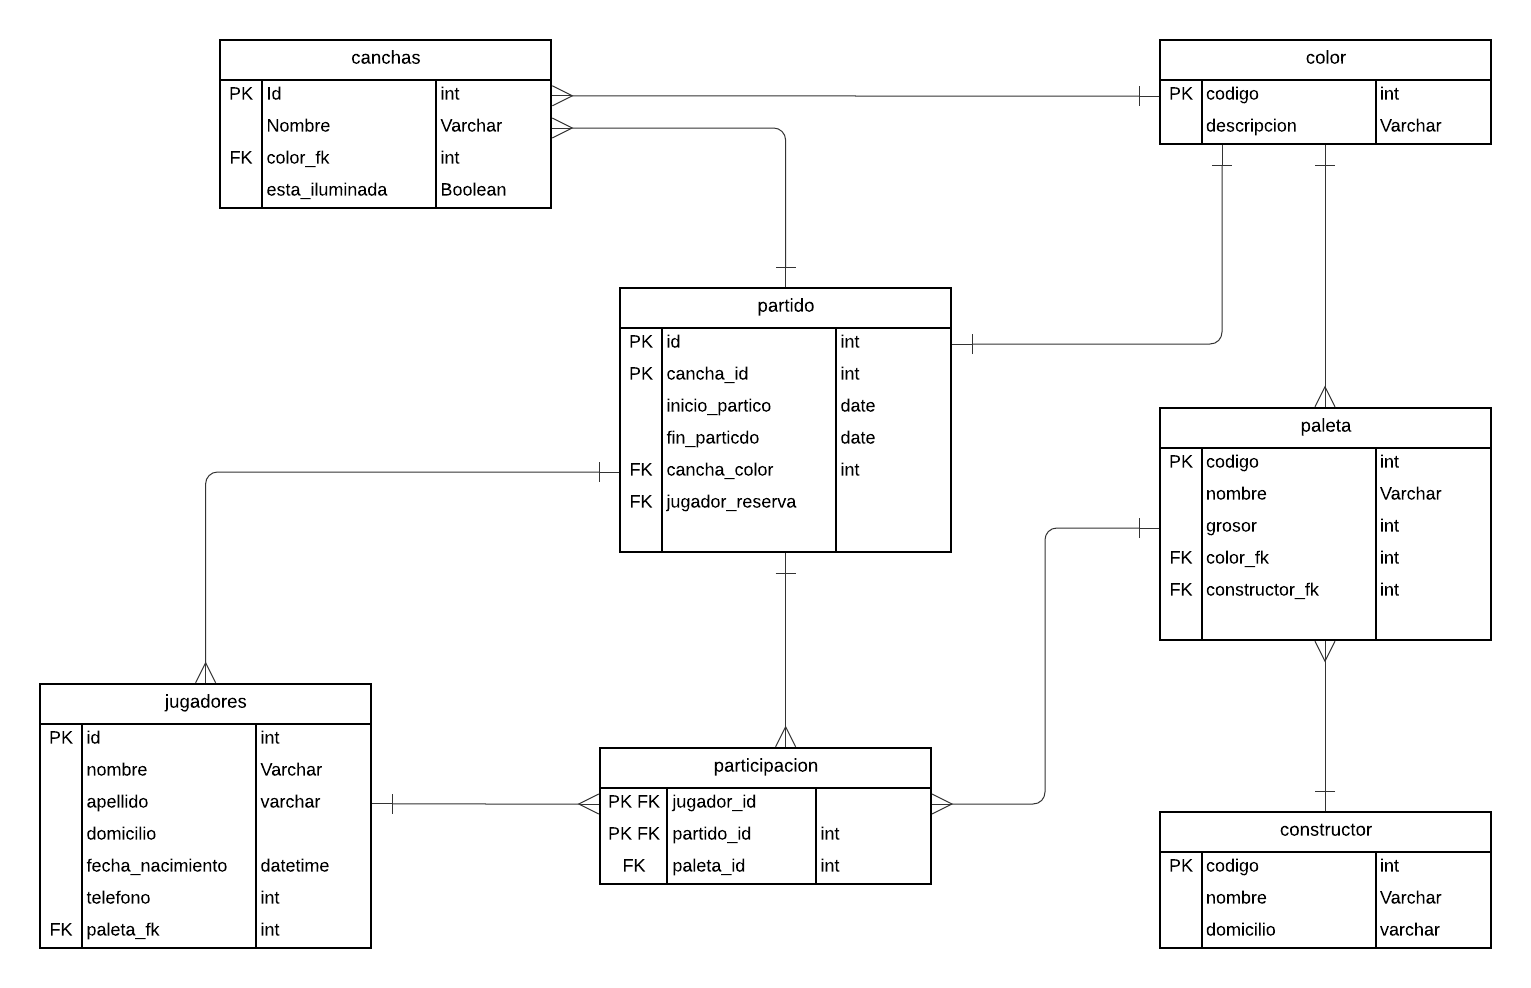 canchas
PK Id int
Nombre Varchar
FK color_fk int
esta_iluminada Boolean
color
PK codigo int
descripcion Varchar
partido
PK id int
PK cancha_id int
inicio_partico date
fin_particdo date
FK cancha_color int
FK jugador_reserva
paleta
PK codigo int
nombre Varchar
grosor int
FK color_fk int
FK constructor_fk int
jugadores
PK id int
nombre Varchar
apellido varchar
domicilio
fecha_nacimiento datetime
telefono int
FK paleta_fk int
participacion
PK FK jugador_id
PK FK partido_id int
FK paleta_id int
constructor
PK codigo int
nombre Varchar
domicilio varchar